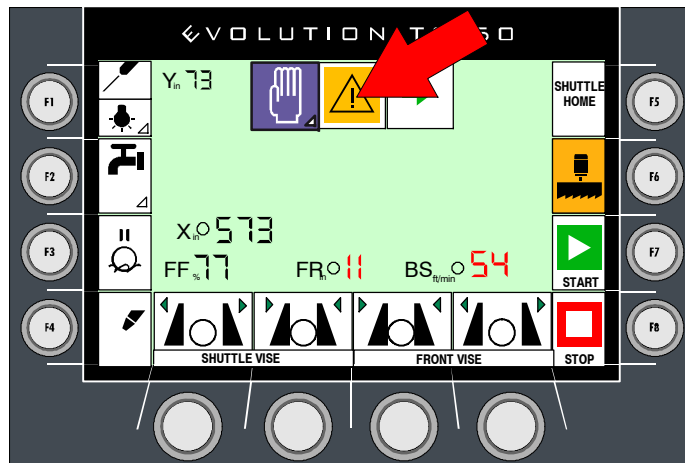 EVOLUTION
Yin 73
SHUTTLE
HOME
F1
F5
F2
F6
Xin 573
F3
F7
FF% 77 FRin 11 BSft/min 54
START
F4
F8
SHUTTLE VISE
FRONT VISE
STOP